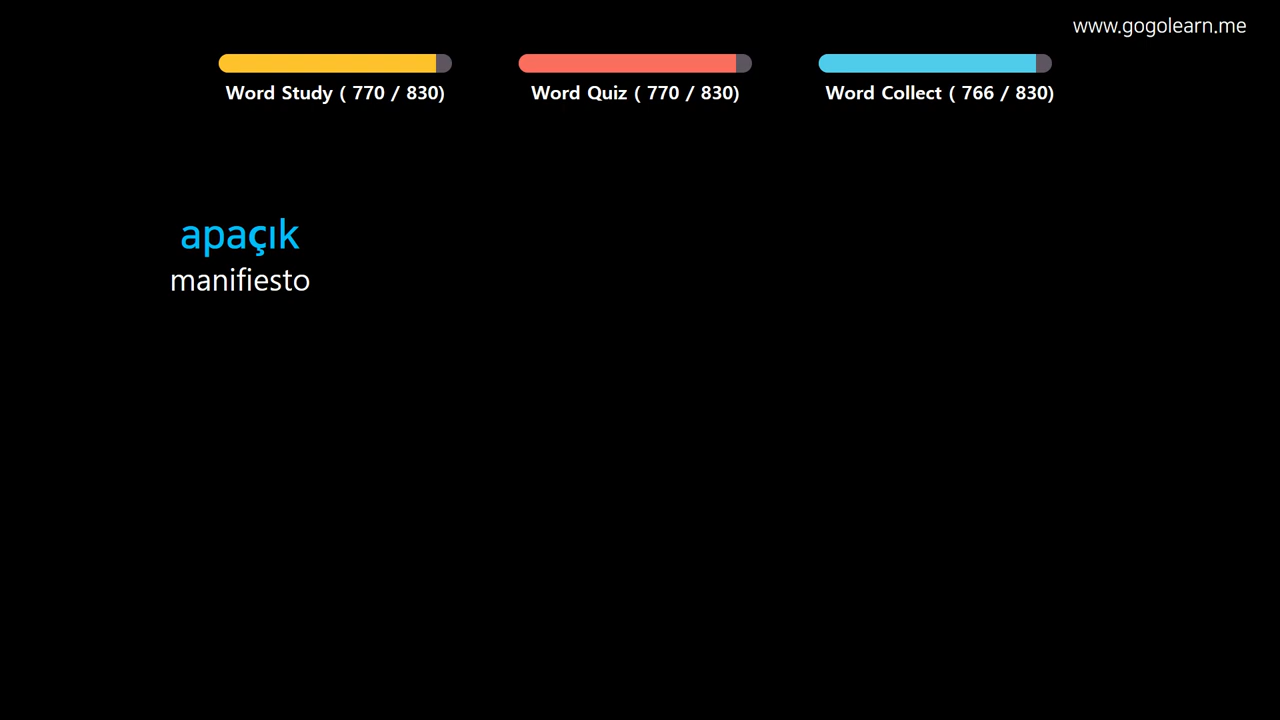 www.gogolearn.me
Word Study ( 770 / 830)
Word Quiz ( 770 / 830)
Word Collect ( 766 / 830)
apaçık
manifiesto